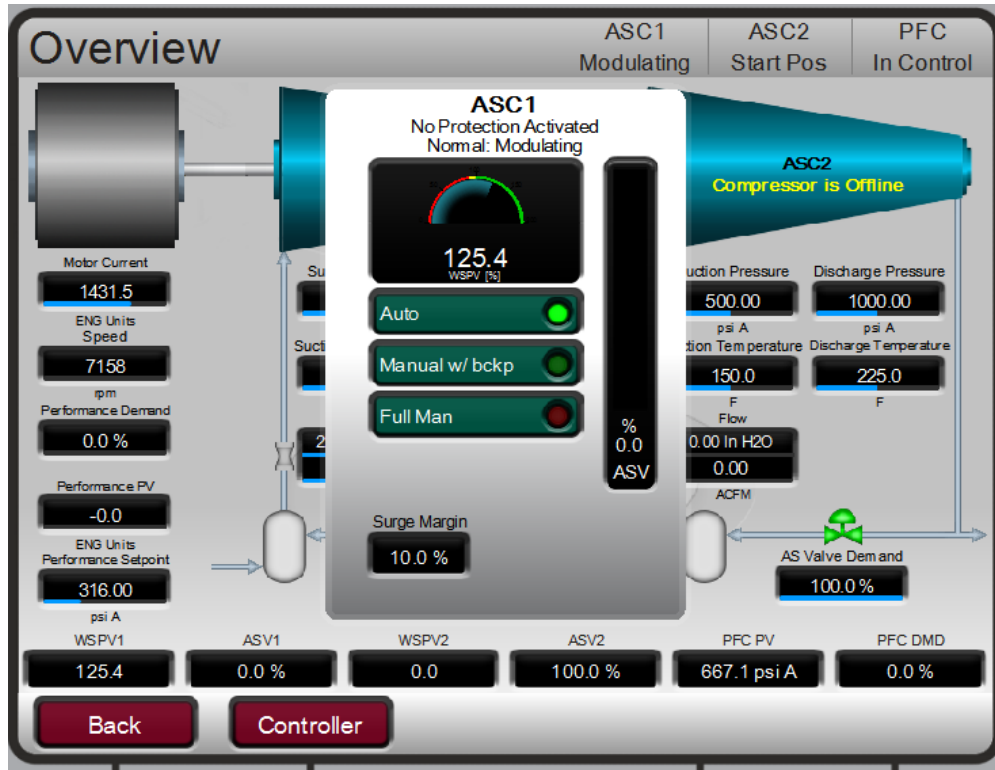 Overview
ASC1
Modulating
ASC2
Start Pos
PFC
In Control
ASC1
No Protection Activated
Normal: Modulating
125.4
WSPV [%]
Auto
Manual w/ bckp
Full Man
%
0.0
ASV
Surge Margin
10.0 %
ASC2
Compressor is Offline
Motor Current
1431.5
ENG Units
Speed
7158
rpm
Performance Demand
0.0 %
Performance PV
-0.0
ENG Units
Performance Setpoint
316.00
psi A
Pressure
500.00
psi A
Discharge Pressure
1000.00
psi A
Temperature
150.0
F
Discharge Temperature
225.0
F
Flow
0.00 In H2O
0.00
ACFM
AS Valve Demand
100.0 %
WSPV1
125.4
ASV1
0.0 %
WSPV2
0.0
ASV2
100.0 %
PFC PV
667.1 psi A
PFC DMD
0.0 %
Back
Controller